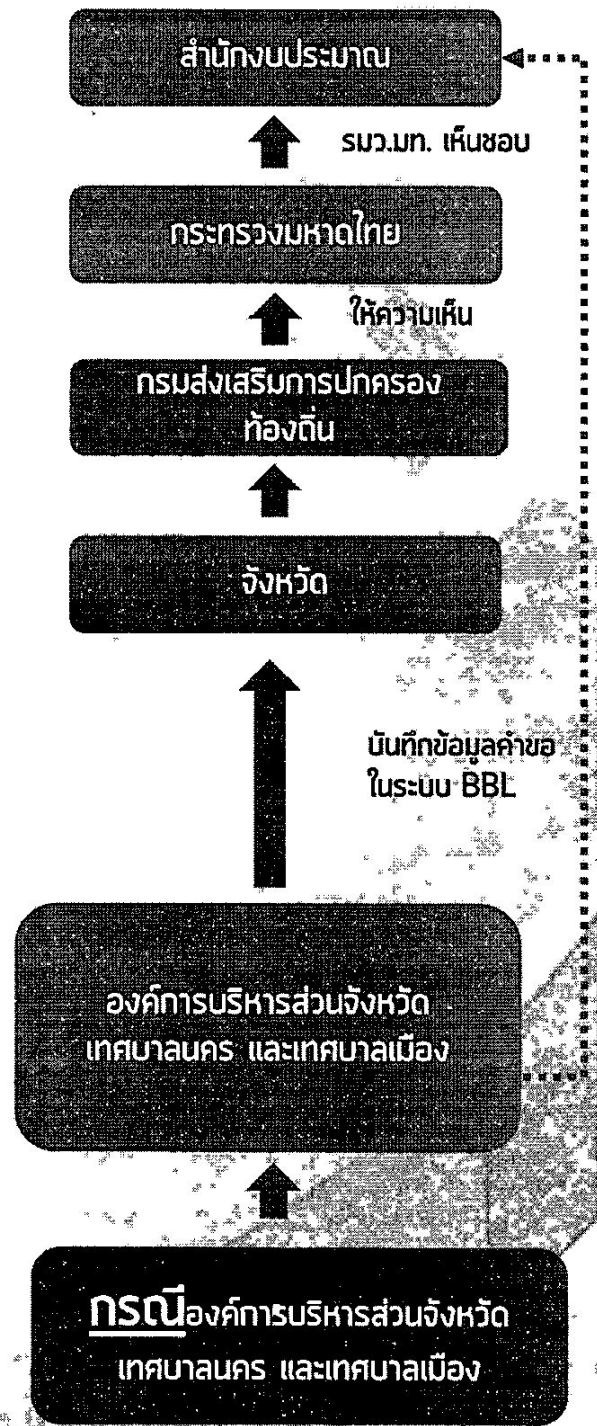 สำนักงบประมาณ
รมว.มท. เห็นชอบ
กระทรวงมหาดไทย
ให้ความเห็น
กรมส่งเสริมการปกครอง
ท้องถิ่น
จังหวัด
บันทึกข้อมูลคำขอ
ในระบบ BBL
องค์การบริหารส่วนจังหวัด
เทศบาลนคร และเทศบาลเมือง
กรณีองค์การบริหารส่วนจังหวัด
เทศบาลนคร และเทศบาลเมือง